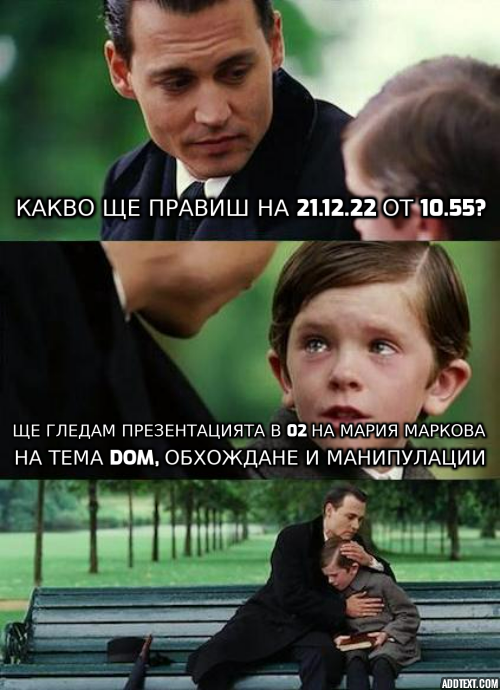 КАКВО ЩЕ ПРАВИШ НА 21.12.22 ОТ 10.55?
ЩЕ ГЛЕДАМ ПРЕЗЕНТАЦИЯТА В 02 НА МАРИЯ МАРКОВА
НА ТЕМА DOM, ОБХОЖДАНЕ И МАНИПУЛАЦИИ
ADDTEXT.COM